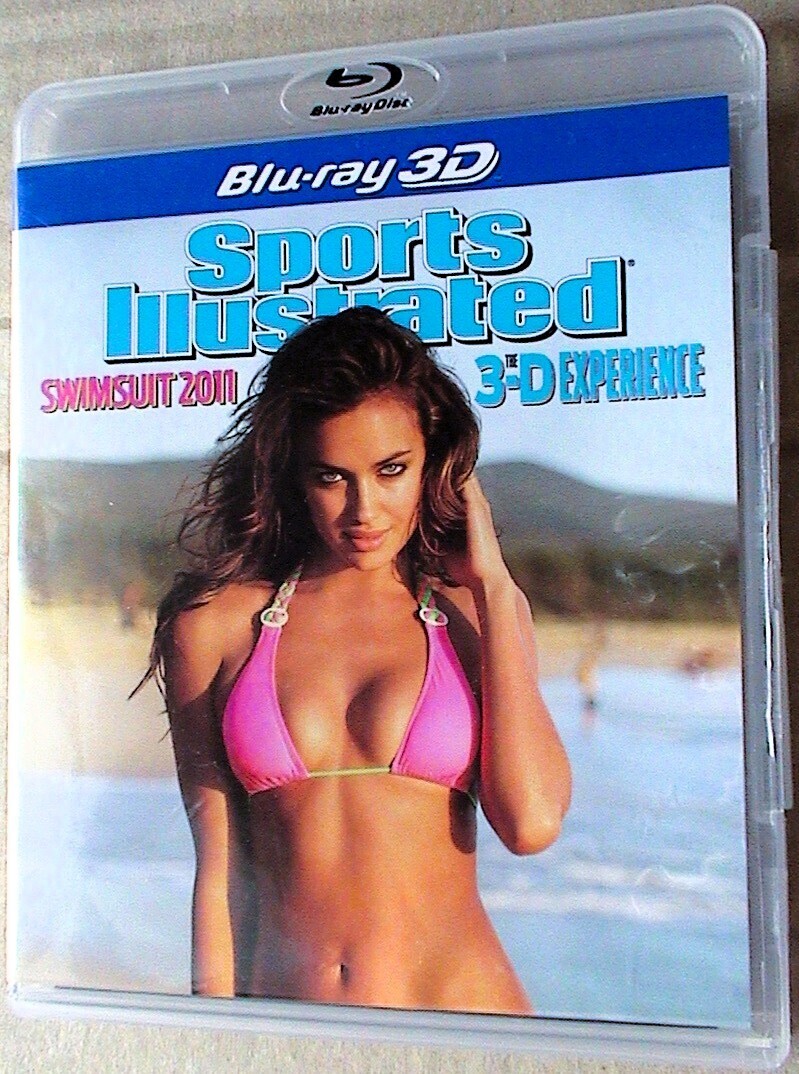 Blu-ray Disc
Blu-ray 3D
Sports
Illustrated®
SWIMSUIT 2011
THE
3-D EXPERIENCE